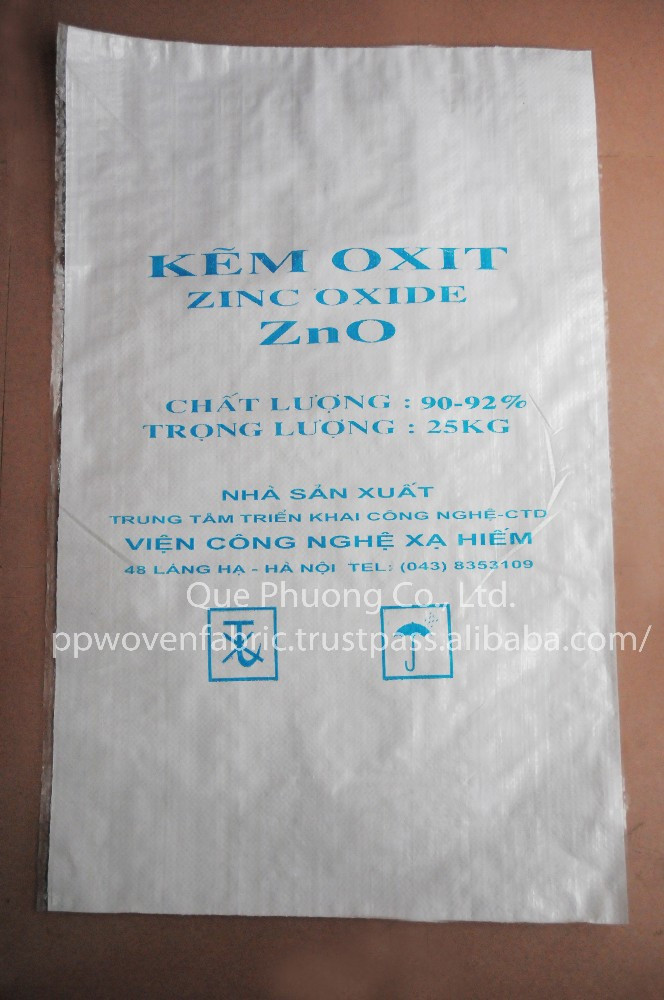 KẼM OXIT
ZINC OXIDE
ZnO
CHẤT LƯỢNG : 90-92%
TRỌNG LƯỢNG : 25KG
NHÀ SẢN XUẤT
TRUNG TÂM TRIỂN KHAI CÔNG NGHỆ-CTD
VIỆN CÔNG NGHỆ XẠ HIẾM
48 LÁNG HẠ - HÀ NỘI TEL: (043) 8353109
Que Phuong Co., Ltd.
ppwovenfabric.trustpass.alibaba.com/